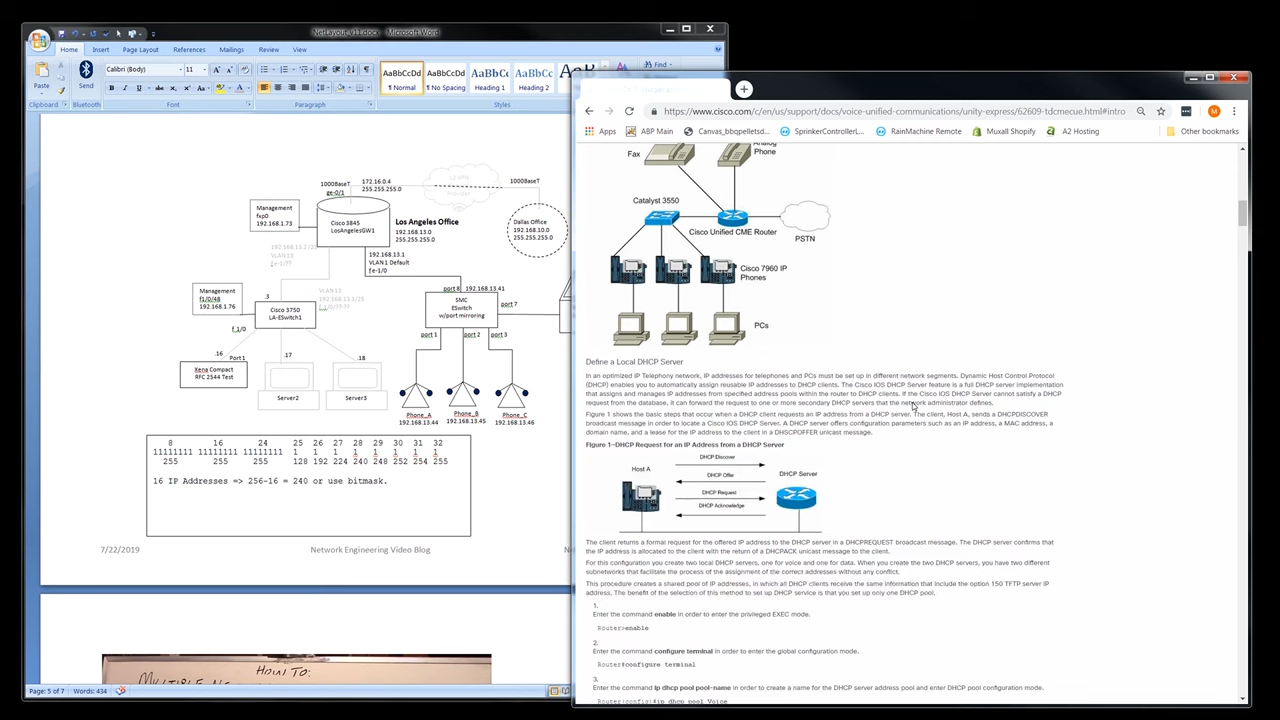 NetLayout_v11.docx - Microsoft Word
Home Insert Page Layout References Mailings Review View
Paste
Clipboard
Send
Bluetooth
Calibri (Body) 11
B I U
Font
Paragraph
AaBbCcDd AaBbCcDd AaBbC AaBbCc
Normal No Spacing Heading 1 Heading 2
Styles
Find
1000BaseT
ge-0/1
172.16.0.4
255.255.255.0
L2 VPN
Provider
1000BaseT
Management
fxp0
192.168.1.73
Cisco 3845
LosAngelesGW1
Los Angeles Office
192.168.13.0
255.255.255.0
Dallas Office
192.168.10.0
255.255.255.0
VLAN13
192.168.13.1
VLAN1 Default
f.e-1/0
Management
f1/0/48
192.168.1.76
.3
Cisco 3750
LA-ESwitch1
f_1/0
VLAN13
192.168.13.3/25
port 8
192.168.13.41
SMC
ESwitch
w/port mirroring
port 7
port 1
port 2
port 3
.16
Port1
.17
.18
Xena Compact
RFC 2544 Test
Server2
Server3
Phone_A
192.168.13.43
Phone_B
192.168.13.45
Phone_C
192.168.13.44
8 16 24 25 26 27 28 29 30 31 32
11111111 11111111 11111111 1 1 1 1 1 1 1 1
255 255 255 128 192 224 240 248 252 254 255
16 IP Addresses => 256-16 = 240 or use bitmask.
7/22/2019 Network Engineering Video Blog
HOW TO:
Page: 5 of 7 Words: 434
https://www.cisco.com/c/en/us/support/docs/voice-unified-communications/unity-express/62609-tdcmecue.html#intro
M
Apps ABP Main Canvas_bbqpelletsd... SprinkerControllerL... RainMachine Remote Muxall Shopify A2 Hosting Other bookmarks
Fax
Analog
Phone
Catalyst 3550
Cisco Unified CME Router
PSTN
Cisco 7960 IP
Phones
PCs
Define a Local DHCP Server
In an optimized IP Telephony network, IP addresses for telephones and PCs must be set up in different network segments. Dynamic Host Control Protocol
(DHCP) enables you to automatically assign reusable IP addresses to DHCP clients. The Cisco IOS DHCP Server feature is a full DHCP server implementation
that assigns and manages IP addresses from specified address pools within the router to DHCP clients. If the Cisco IOS DHCP Server cannot satisfy a DHCP
request from the database, it can forward the request to one or more secondary DHCP servers that the network administrator defines.
Figure 1 shows the basic steps that occur when a DHCP client requests an IP address from a DHCP server. The client, Host A, sends a DHCPDISCOVER
broadcast message in order to locate a Cisco IOS DHCP Server. A DHCP server offers configuration parameters such as an IP address, a MAC address, a
domain name, and a lease for the IP address to the client in a DHSCPOFFER unicast message.
Figure 1–DHCP Request for an IP Address from a DHCP Server
DHCP Discover
Host A
DHCP Offer
DHCP Server
DHCP Request
DHCP Acknowledge
The client returns a formal request for the offered IP address to the DHCP server in a DHCPREQUEST broadcast message. The DHCP server confirms that
the IP address is allocated to the client with the return of a DHCPACK unicast message to the client.
For this configuration you create two local DHCP servers, one for voice and one for data. When you create the two DHCP servers, you have two different
subnetworks that facilitate the process of the assignment of the correct addresses without any conflict.
This procedure creates a shared pool of IP addresses, in which all DHCP clients receive the same information that include the option 150 TFTP server IP
address. The benefit of the selection of this method to set up DHCP service is that you set up only one DHCP pool.
1.
Enter the command enable in order to enter the privileged EXEC mode.
Router>enable
2.
Enter the command configure terminal in order to enter the global configuration mode.
Router#configure terminal
3.
Enter the command ip dhcp pool pool-name in order to create a name for the DHCP server address pool and enter DHCP pool configuration mode.
Router(config)#ip dhcp pool Voice